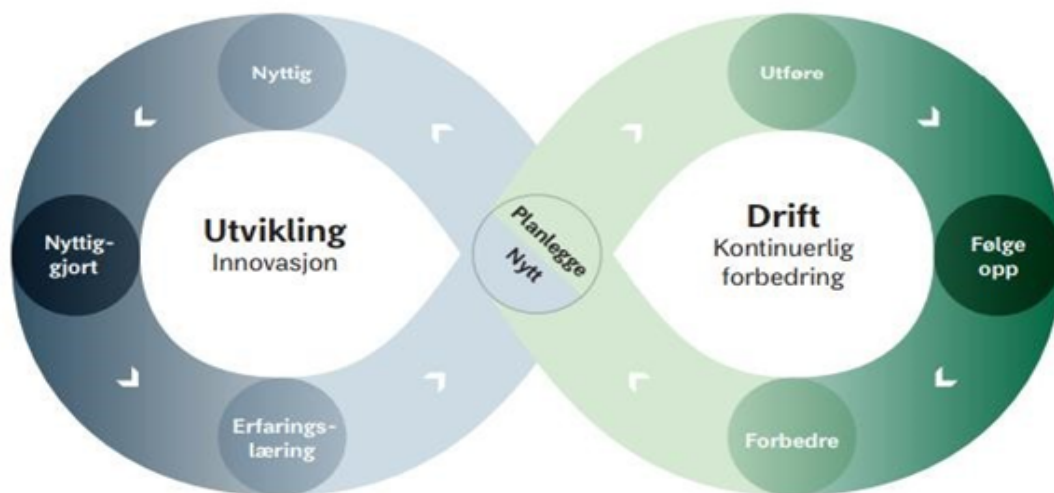 Nyttig
Utføre
Nyttig-
gjort
Utvikling
Innovasjon
Planlegge
Nytt
Drift
Kontinuerlig
forbedring
Følge
opp
Erfarings-
læring
Forbedre